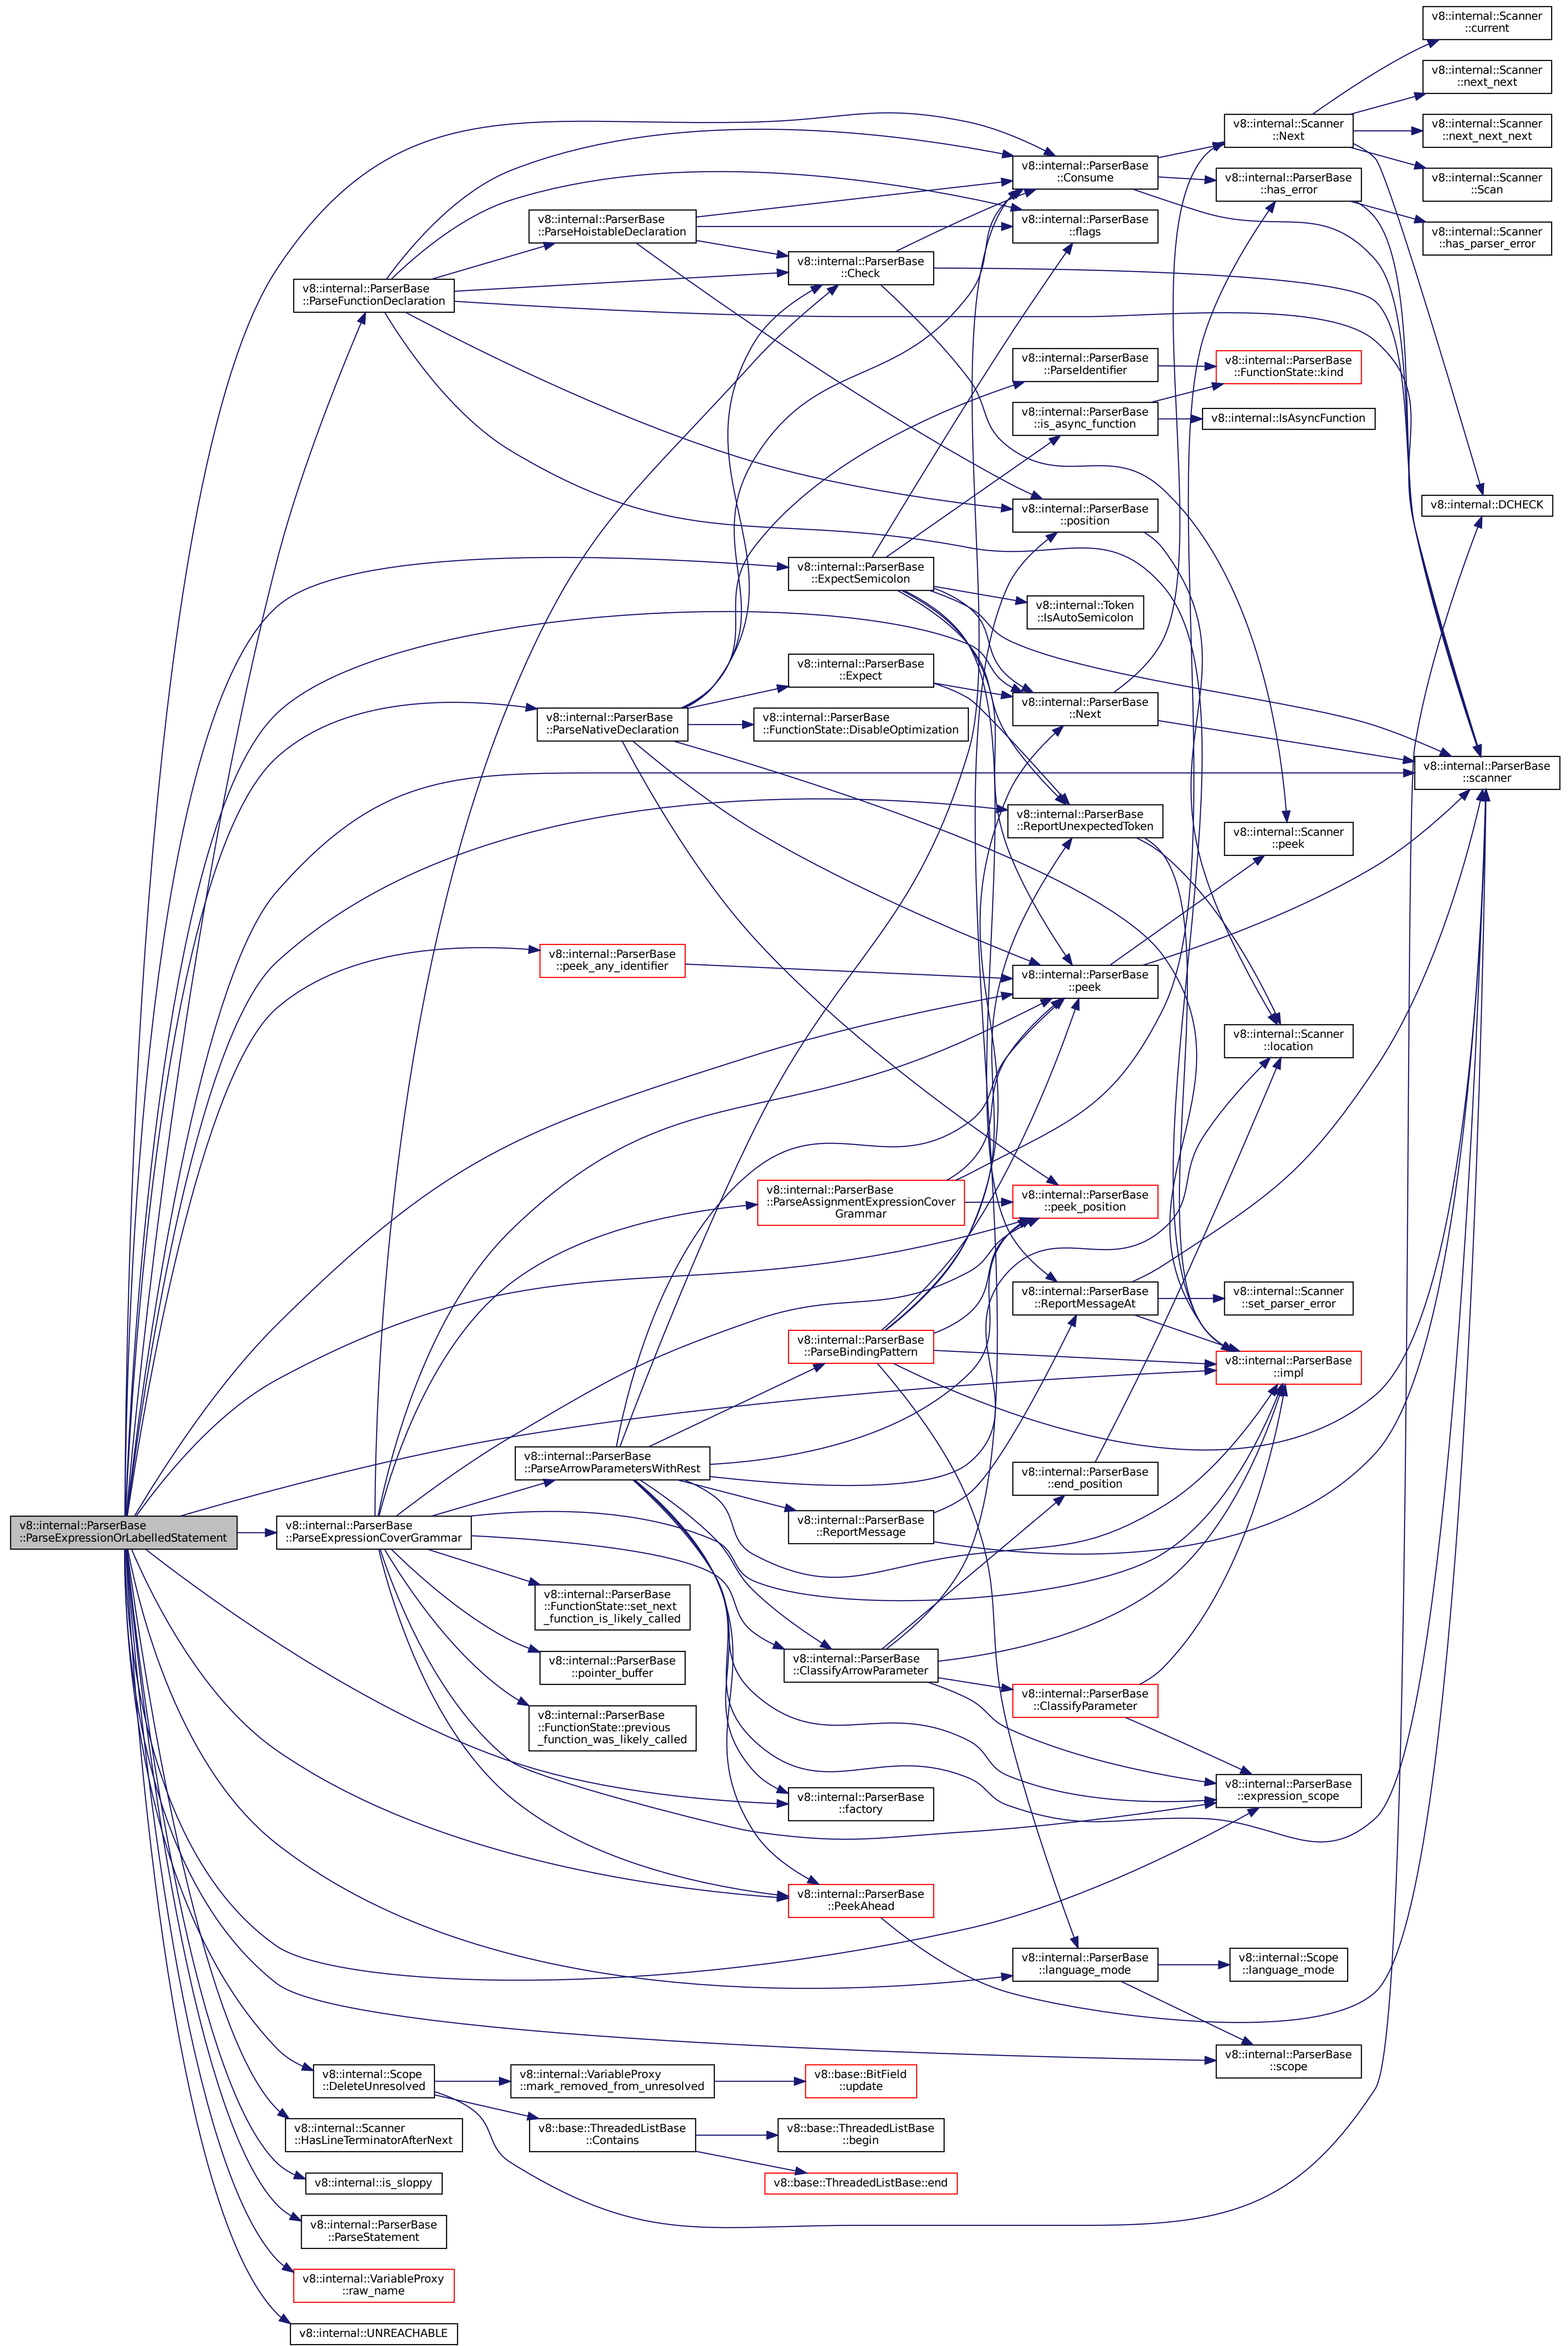 v8::internal::Scanner
::current
v8::internal::Scanner
::next_next
v8::internal::Scanner
::Next
v8::internal::Scanner
::next_next_next
v8::internal::ParserBase
::Consume
v8::internal::ParserBase
::has_error
v8::internal::Scanner
::Scan
v8::internal::ParserBase
::ParseHoistableDeclaration
v8::internal::ParserBase
::flags
v8::internal::Scanner
::has_parser_error
v8::internal::ParserBase
::Check
v8::internal::ParserBase
::ParseFunctionDeclaration
v8::internal::ParserBase
::ParseIdentifier
v8::internal::ParserBase
::FunctionState::kind
v8::internal::ParserBase
::is_async_function
v8::internal::IsAsyncFunction
v8::internal::ParserBase
::position
v8::internal::DCHECK
v8::internal::ParserBase
::ExpectSemicolon
v8::internal::Token
::IsAutoSemicolon
v8::internal::ParserBase
::Expect
v8::internal::ParserBase
::Next
v8::internal::ParserBase
::ParseNativeDeclaration
v8::internal::ParserBase
::FunctionState::DisableOptimization
v8::internal::ParserBase
::scanner
v8::internal::ParserBase
::ReportUnexpectedToken
v8::internal::Scanner
::peek
v8::internal::ParserBase
::peek_any_identifier
v8::internal::ParserBase
::peek
v8::internal::Scanner
::location
v8::internal::ParserBase
::ParseAssignmentExpressionCover
Grammar
v8::internal::ParserBase
::peek_position
v8::internal::ParserBase
::ReportMessageAt
v8::internal::Scanner
::set_parser_error
v8::internal::ParserBase
::ParseBindingPattern
v8::internal::ParserBase
::impl
v8::internal::ParserBase
::ParseArrowParametersWithRest
v8::internal::ParserBase
::end_position
v8::internal::ParserBase
::ReportMessage
v8::internal::ParserBase
::ParseExpressionOrLabelledStatement
v8::internal::ParserBase
::ParseExpressionCoverGrammar
v8::internal::ParserBase
::FunctionState::set_next
_function_is_likely_called
v8::internal::ParserBase
::pointer_buffer
v8::internal::ParserBase
::ClassifyArrowParameter
v8::internal::ParserBase
::ClassifyParameter
v8::internal::ParserBase
::FunctionState::previous
_function_was_likely_called
v8::internal::ParserBase
::factory
v8::internal::ParserBase
::expression_scope
v8::internal::ParserBase
::PeekAhead
v8::internal::ParserBase
::language_mode
v8::internal::Scope
::language_mode
v8::internal::ParserBase
::scope
v8::internal::Scope
::DeleteUnresolved
v8::internal::VariableProxy
::mark_removed_from_unresolved
v8::base::BitField
::update
v8::internal::Scanner
::HasLineTerminatorAfterNext
v8::base::ThreadedListBase
::Contains
v8::base::ThreadedListBase
::begin
v8::internal::is_sloppy
v8::base::ThreadedListBase::end
v8::internal::ParserBase
::ParseStatement
v8::internal::VariableProxy
::raw_name
v8::internal::UNREACHABLE